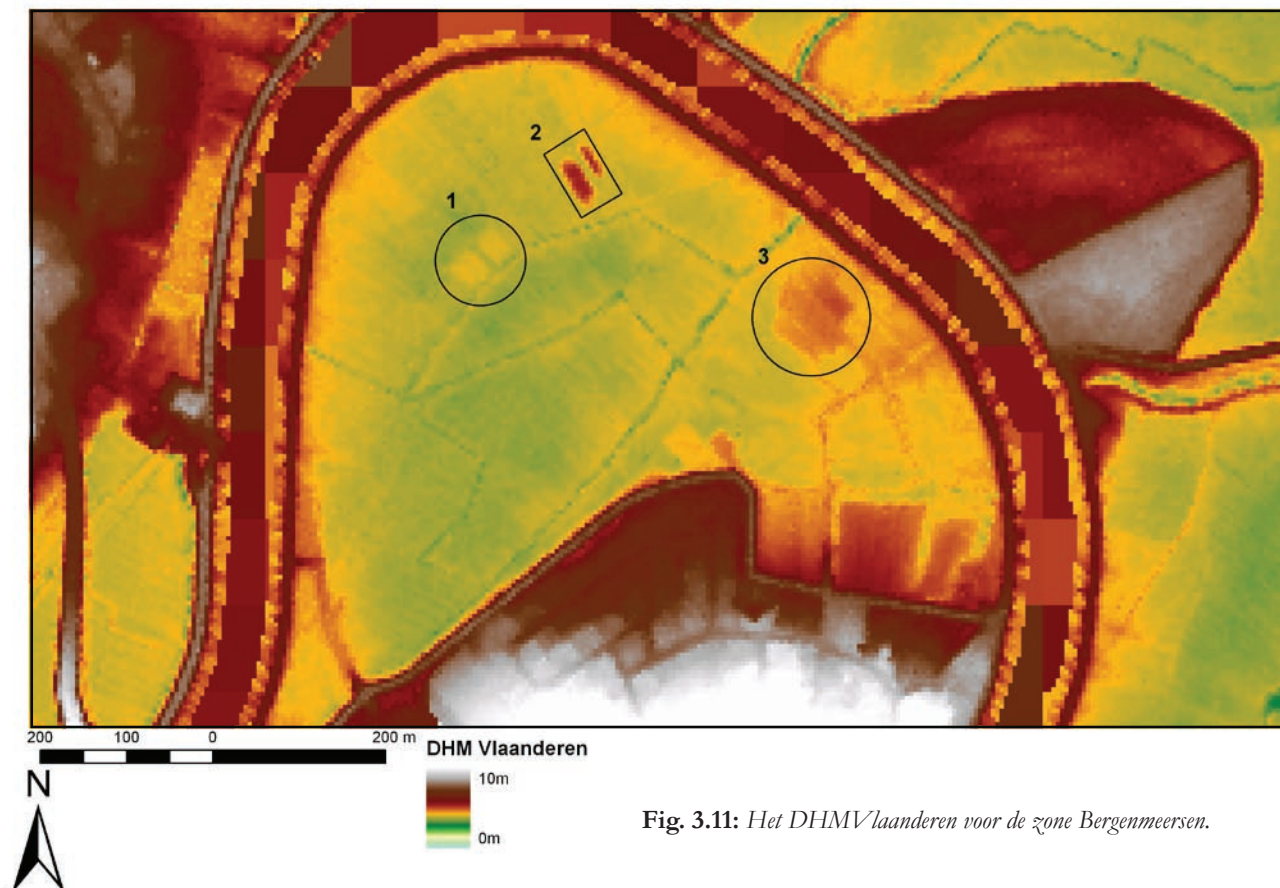 2
1
3
200 100 0 200 m
DHM Vlaanderen
10m
0m
N
Fig. 3.11: Het DHMVlaanderen voor de zone Bergenmeersen.